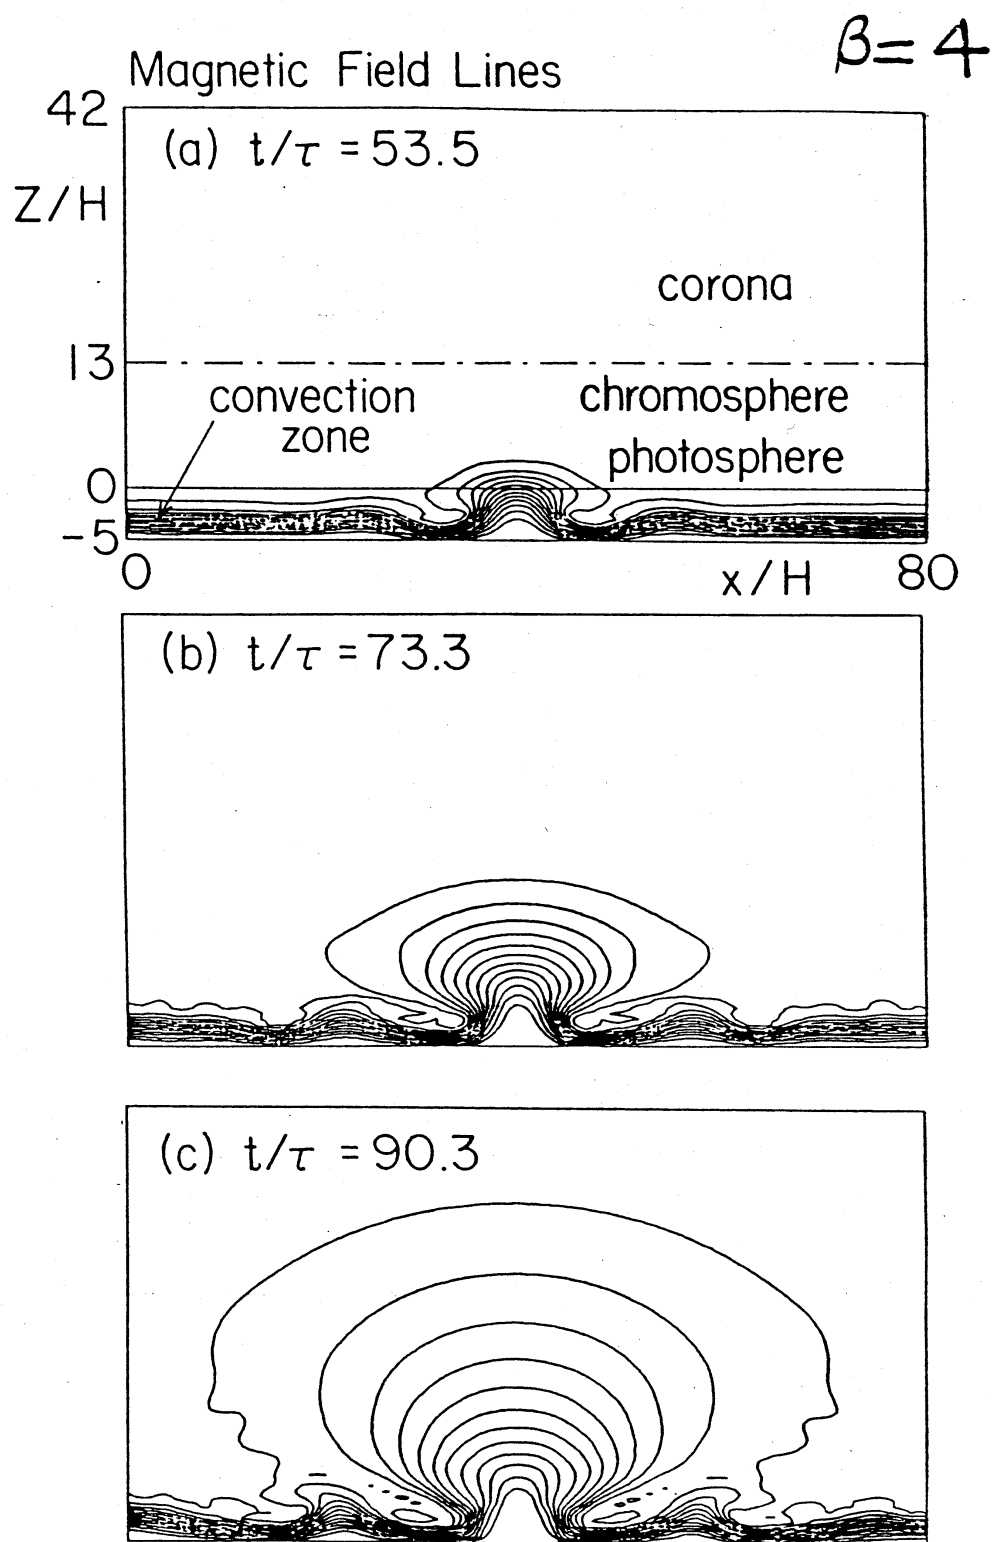 β=4
Magnetic Field Lines
42
(a) t/τ =53.5
Z/H
corona
13
convection
zone
chromosphere
photosphere
0
-5
0
x/H
80
(b) t/τ =73.3
(c) t/τ =90.3